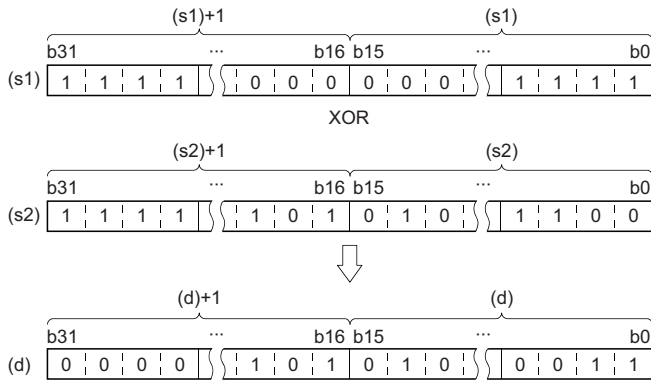 (s1)+1 (s1)
b31 ... b16 b15 ... b0
(s1) 1 1 1 1 0 0 0 0 0 0 1 1 1 1
XOR
(s2)+1 (s2)
b31 ... b16 b15 ... b0
(s2) 1 1 1 1 1 0 1 0 1 0 1 1 0 0
(d)+1 (d)
b31 ... b16 b15 ... b0
(d) 0 0 0 0 1 0 1 0 1 0 0 0 1 1